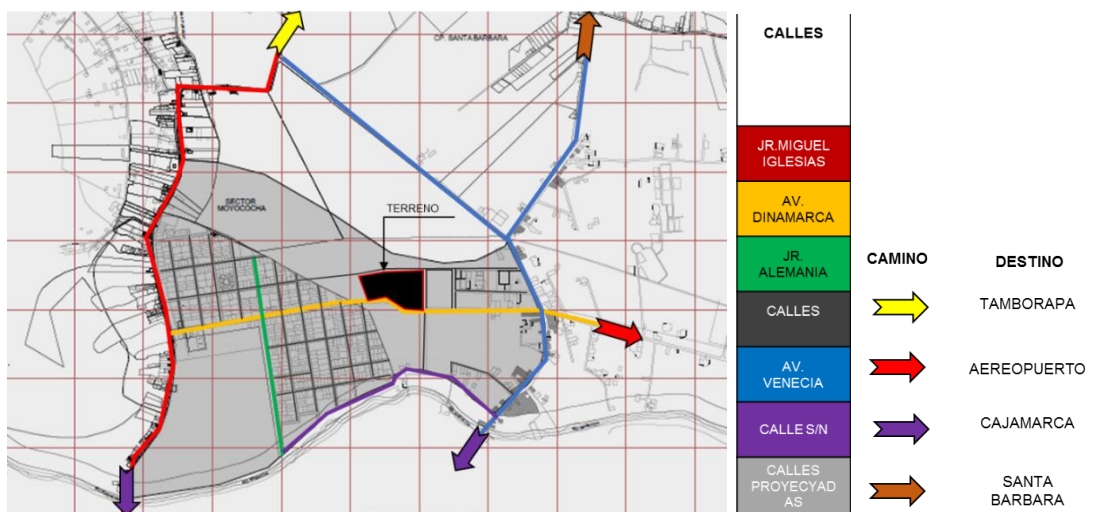 CP. SANTA BARBARA
SECTOR
MOYOCOCHA
TERRENO
CALLES
JR.MIGUEL
IGLESIAS
AV.
DINAMARCA
JR.
ALEMANIA
CALLES
AV.
VENECIA
CALLE S/N
CALLES
PROYECYAD
AS
CAMINO
DESTINO
TAMBORAPA
AEREOPUERTO
CAJAMARCA
SANTA
BARBARA